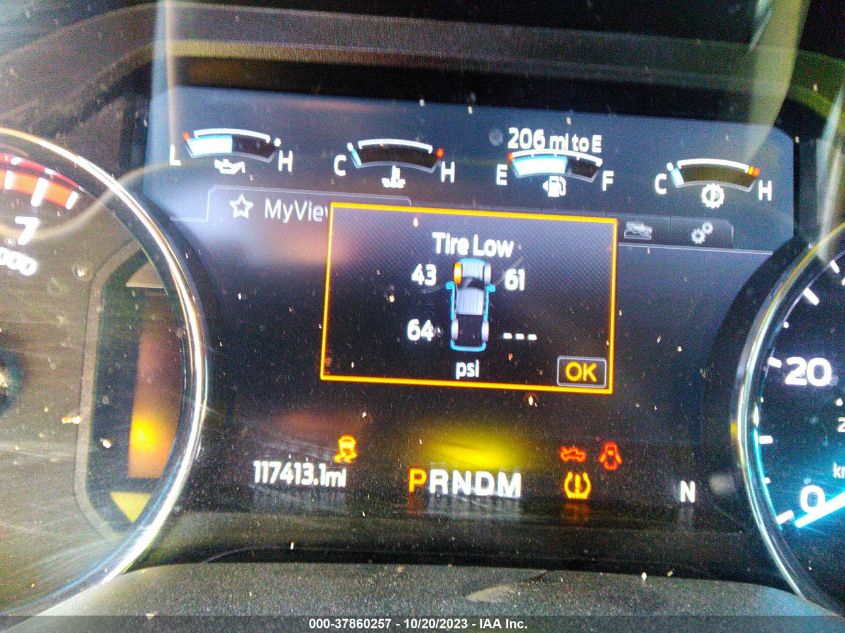 206 mi to E
L H C H E F C H
MyView
Tire Low
43 61
64 ---
psi
OK
7
000
20
0
117413.1mi
PRNDM
N
000-37860257 - 10/20/2023 - IAA Inc.